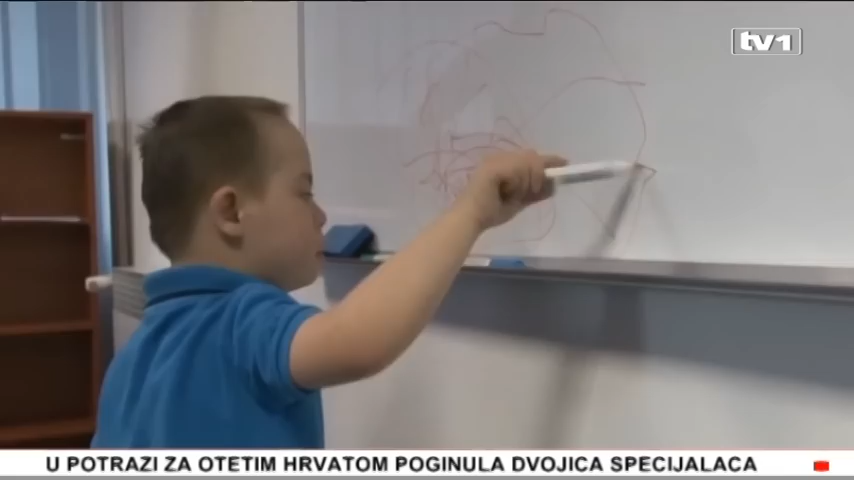 tv1
U POTRAZI ZA OTETIM HRVATOM POGINULA DVOJICA SPECIJALACA